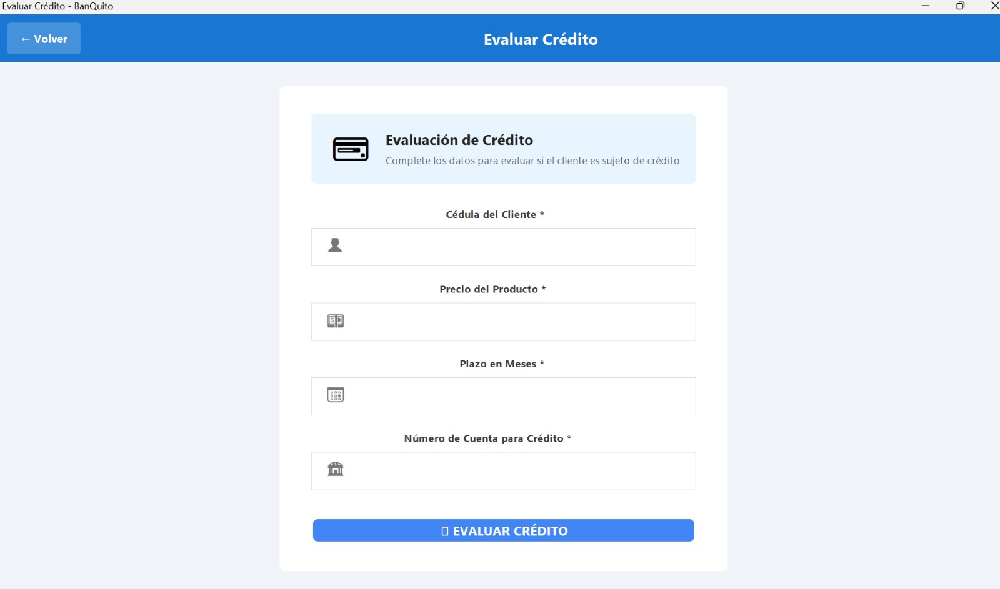 Evaluar Crédito - BanQuito
← Volver
Evaluar Crédito
Evaluación de Crédito
Complete los datos para evaluar si el cliente es sujeto de crédito
Cédula del Cliente *
Precio del Producto *
Plazo en Meses *
Número de Cuenta para Crédito *
EVALUAR CRÉDITO